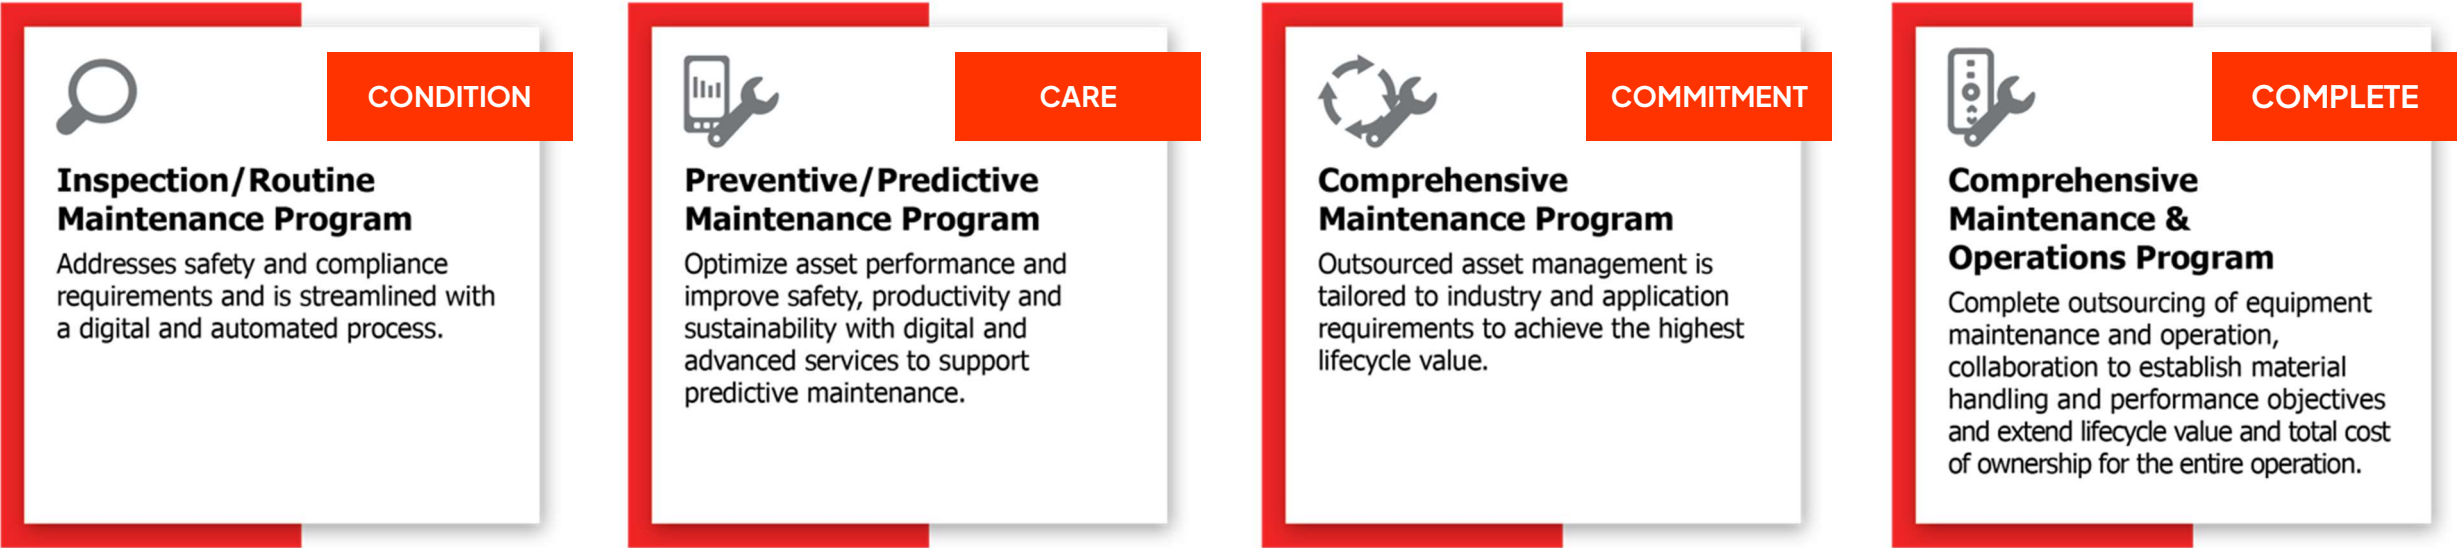 CONDITION
Inspection/Routine
Maintenance Program
Addresses safety and compliance
requirements and is streamlined with
a digital and automated process.
CARE
Preventive/Predictive
Maintenance Program
Optimize asset performance and
improve safety, productivity and
sustainability with digital and
advanced services to support
predictive maintenance.
COMMITMENT
Comprehensive
Maintenance Program
Outsourced asset management is
tailored to industry and application
requirements to achieve the highest
lifecycle value.
COMPLETE
Comprehensive
Maintenance &
Operations Program
Complete outsourcing of equipment
maintenance and operation,
collaboration to establish material
handling and performance objectives
and extend lifecycle value and total cost
of ownership for the entire operation.